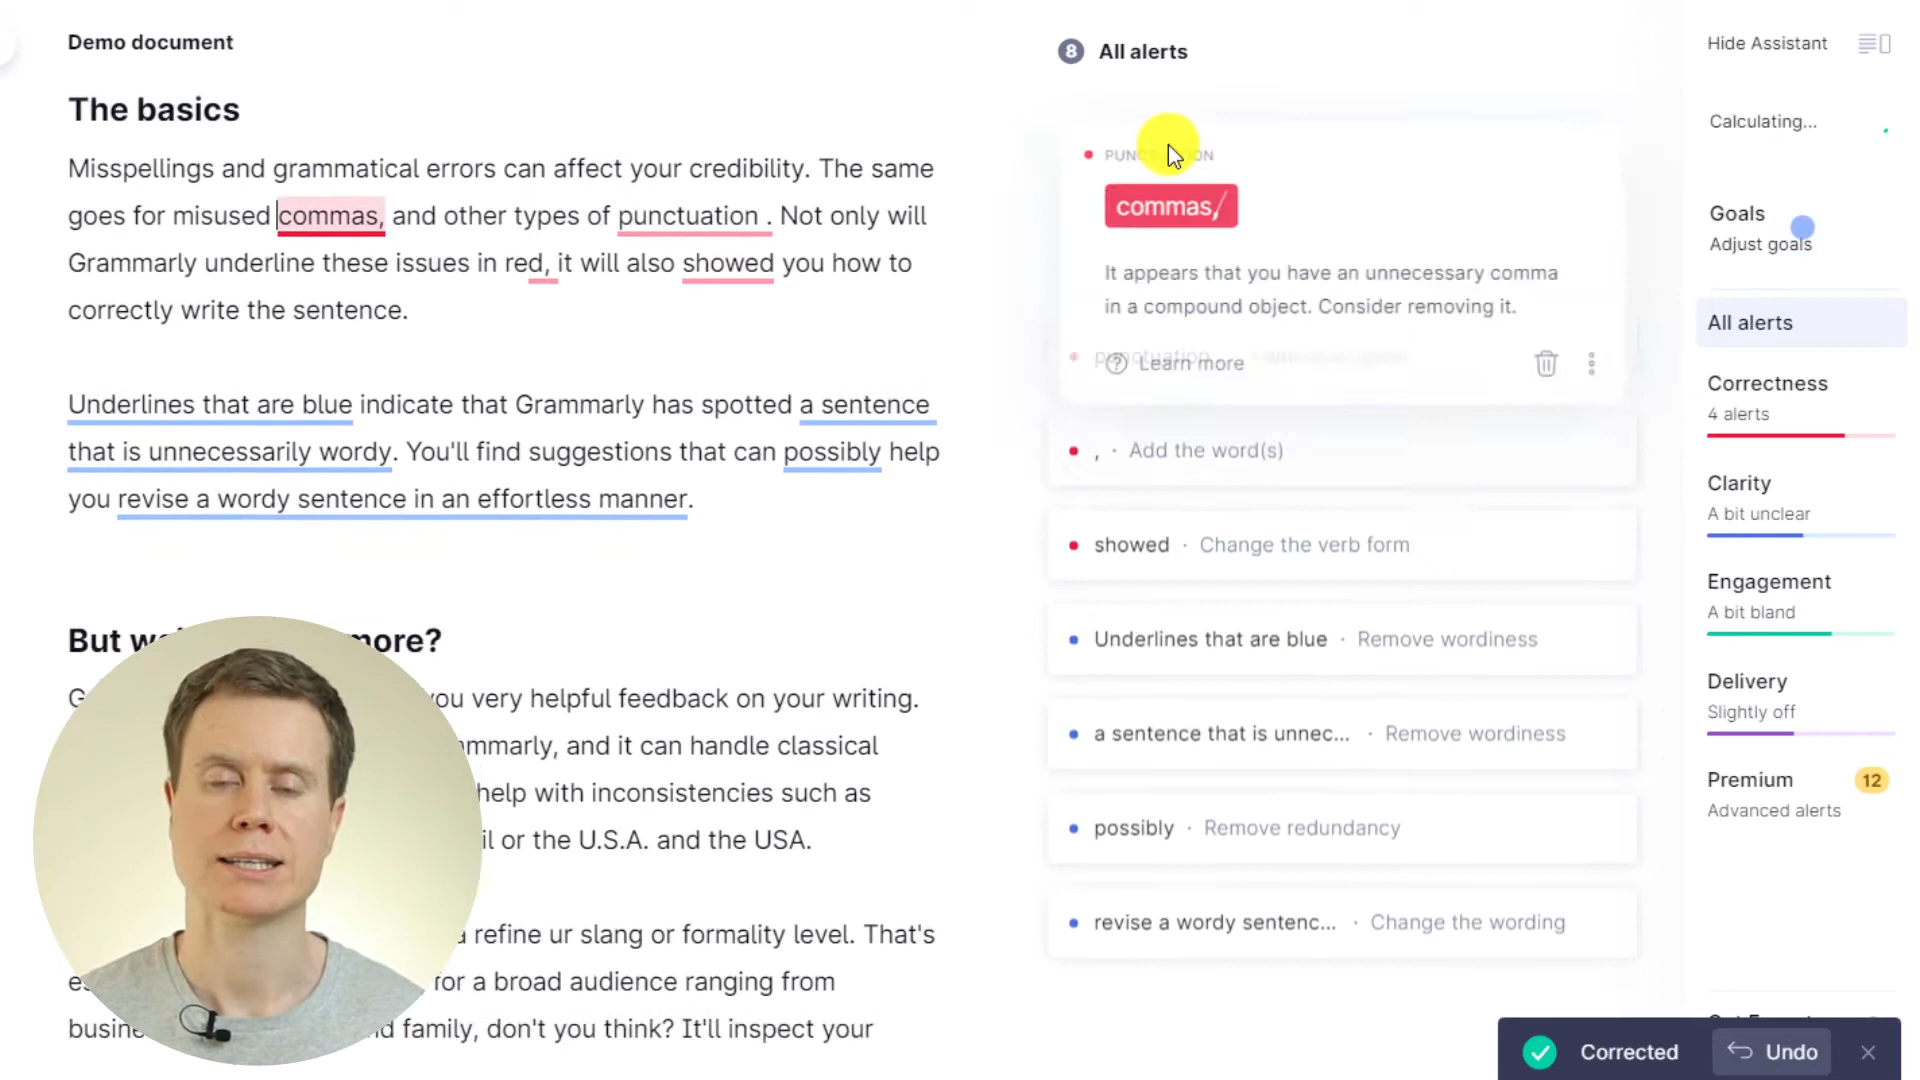 Demo document
The basics
Misspellings and grammatical errors can affect your credibility. The same
goes for misused commas, and other types of punctuation . Not only will
Grammarly underline these issues in red, it will also showed you how to
correctly write the sentence.
Underlines that are blue indicate that Grammarly has spotted a sentence
that is unnecessarily wordy. You'll find suggestions that can possibly help
you revise a wordy sentence in an effortless manner.
But more?
you very helpful feedback on your writing.
and it can handle classical
help with inconsistencies such as
or the U.S.A. and the USA.
refine ur slang or formality level. That's
for a broad audience ranging from
family, don't you think? It'll inspect your
8 All alerts
PUNCTUATION
commas,
It appears that you have an unnecessary comma
in a compound object. Consider removing it.
punctuation
Learn more
, · Add the word(s)
showed · Change the verb form
Underlines that are blue · Remove wordiness
a sentence that is unnec... · Remove wordiness
possibly · Remove redundancy
revise a wordy sentenc... · Change the wording
Hide Assistant
Calculating...
Goals
Adjust goals
All alerts
Correctness
4 alerts
Clarity
A bit unclear
Engagement
A bit bland
Delivery
Slightly off
Premium 12
Advanced alerts
Corrected Undo